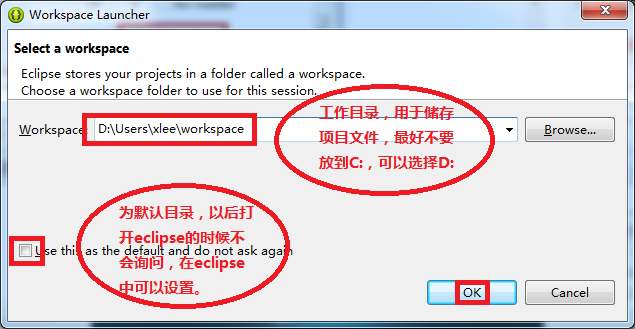 Workspace Launcher
Select a workspace
Eclipse stores your projects in a folder called a workspace.
Choose a workspace folder to use for this session.
Workspace:
D:\Users\xlee\workspace
Browse...
工作目录，用于储存
项目文件，最好不要
放到C:，可以选择D:
为默认目录，以后打
开eclipse的时候不
会询问，在eclipse
中可以设置。
Use this as the default and do not ask again
OK
Cancel